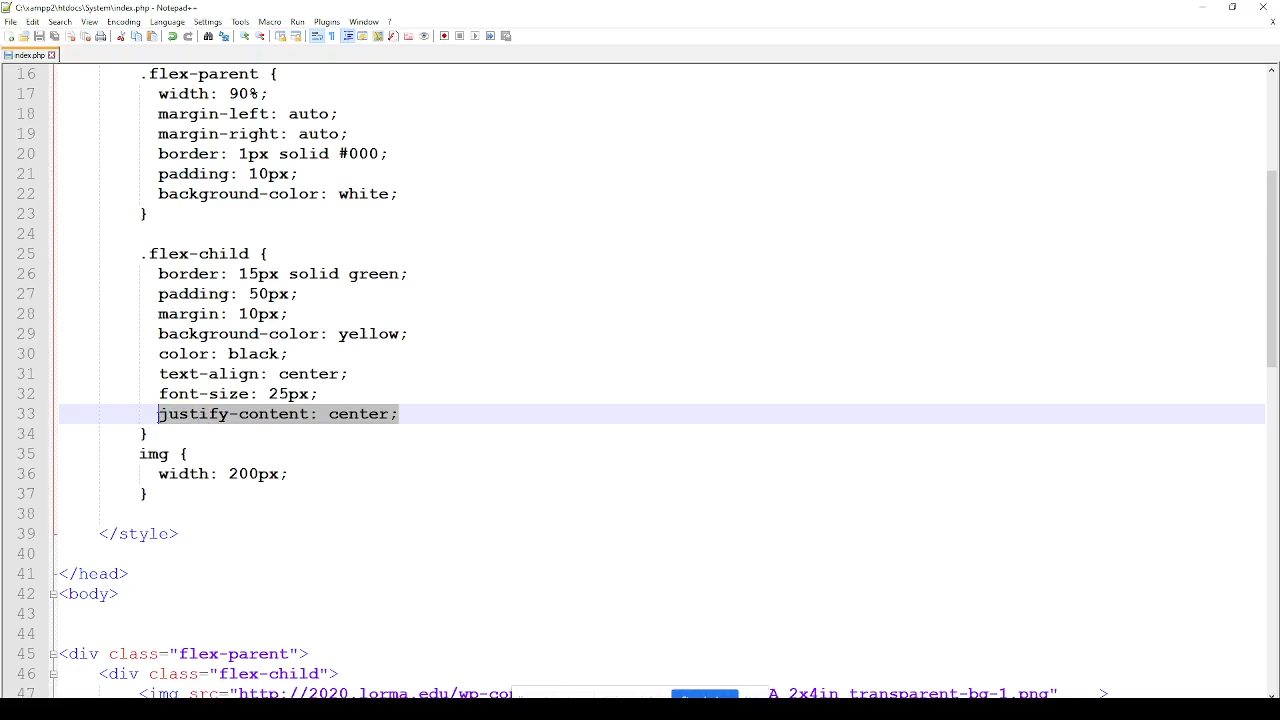 C:\xampp2\htdocs\System\index.php - Notepad++
File Edit Search View Encoding Language Settings Tools Macro Run Plugins Window ?
X
index.php
16 .flex-parent {
17 width: 90%;
18 margin-left: auto;
19 margin-right: auto;
20 border: 1px solid #000;
21 padding: 10px;
22 background-color: white;
23 }
24
25 .flex-child {
26 border: 15px solid green;
27 padding: 50px;
28 margin: 10px;
29 background-color: yellow;
30 color: black;
31 text-align: center;
32 font-size: 25px;
33 justify-content: center;
34 }
35 img {
36 width: 200px;
37 }
38
39 </style>
40
41 </head>
42 <body>
43
44
45 <div class="flex-parent">
46 <div class="flex-child">
47 <img src="http://2020.lorma.edu/wp-co A_2x4in_transparent-bg-1.png" >